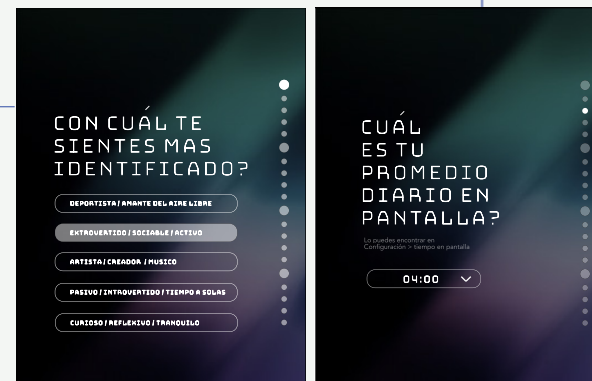 CON CUÁL TE
SIENTES MAS
IDENTIFICADO?
DEPORTISTA / AMANTE DEL AIRE LIBRE
EXTROVERTIDO / SOCIABLE / ACTIVO
ARTISTA / CREADOR / MUSICO
PASIVO / INTROVERTIDO / TIEMPO A SOLAS
CURIOSO / REFLEXIVO / TRANQUILO
CUÁL
ES TU
PROMEDIO
DIARIO EN
PANTALLA?
Lo puedes encontrar en
Configuración > tiempo en pantalla
04:00